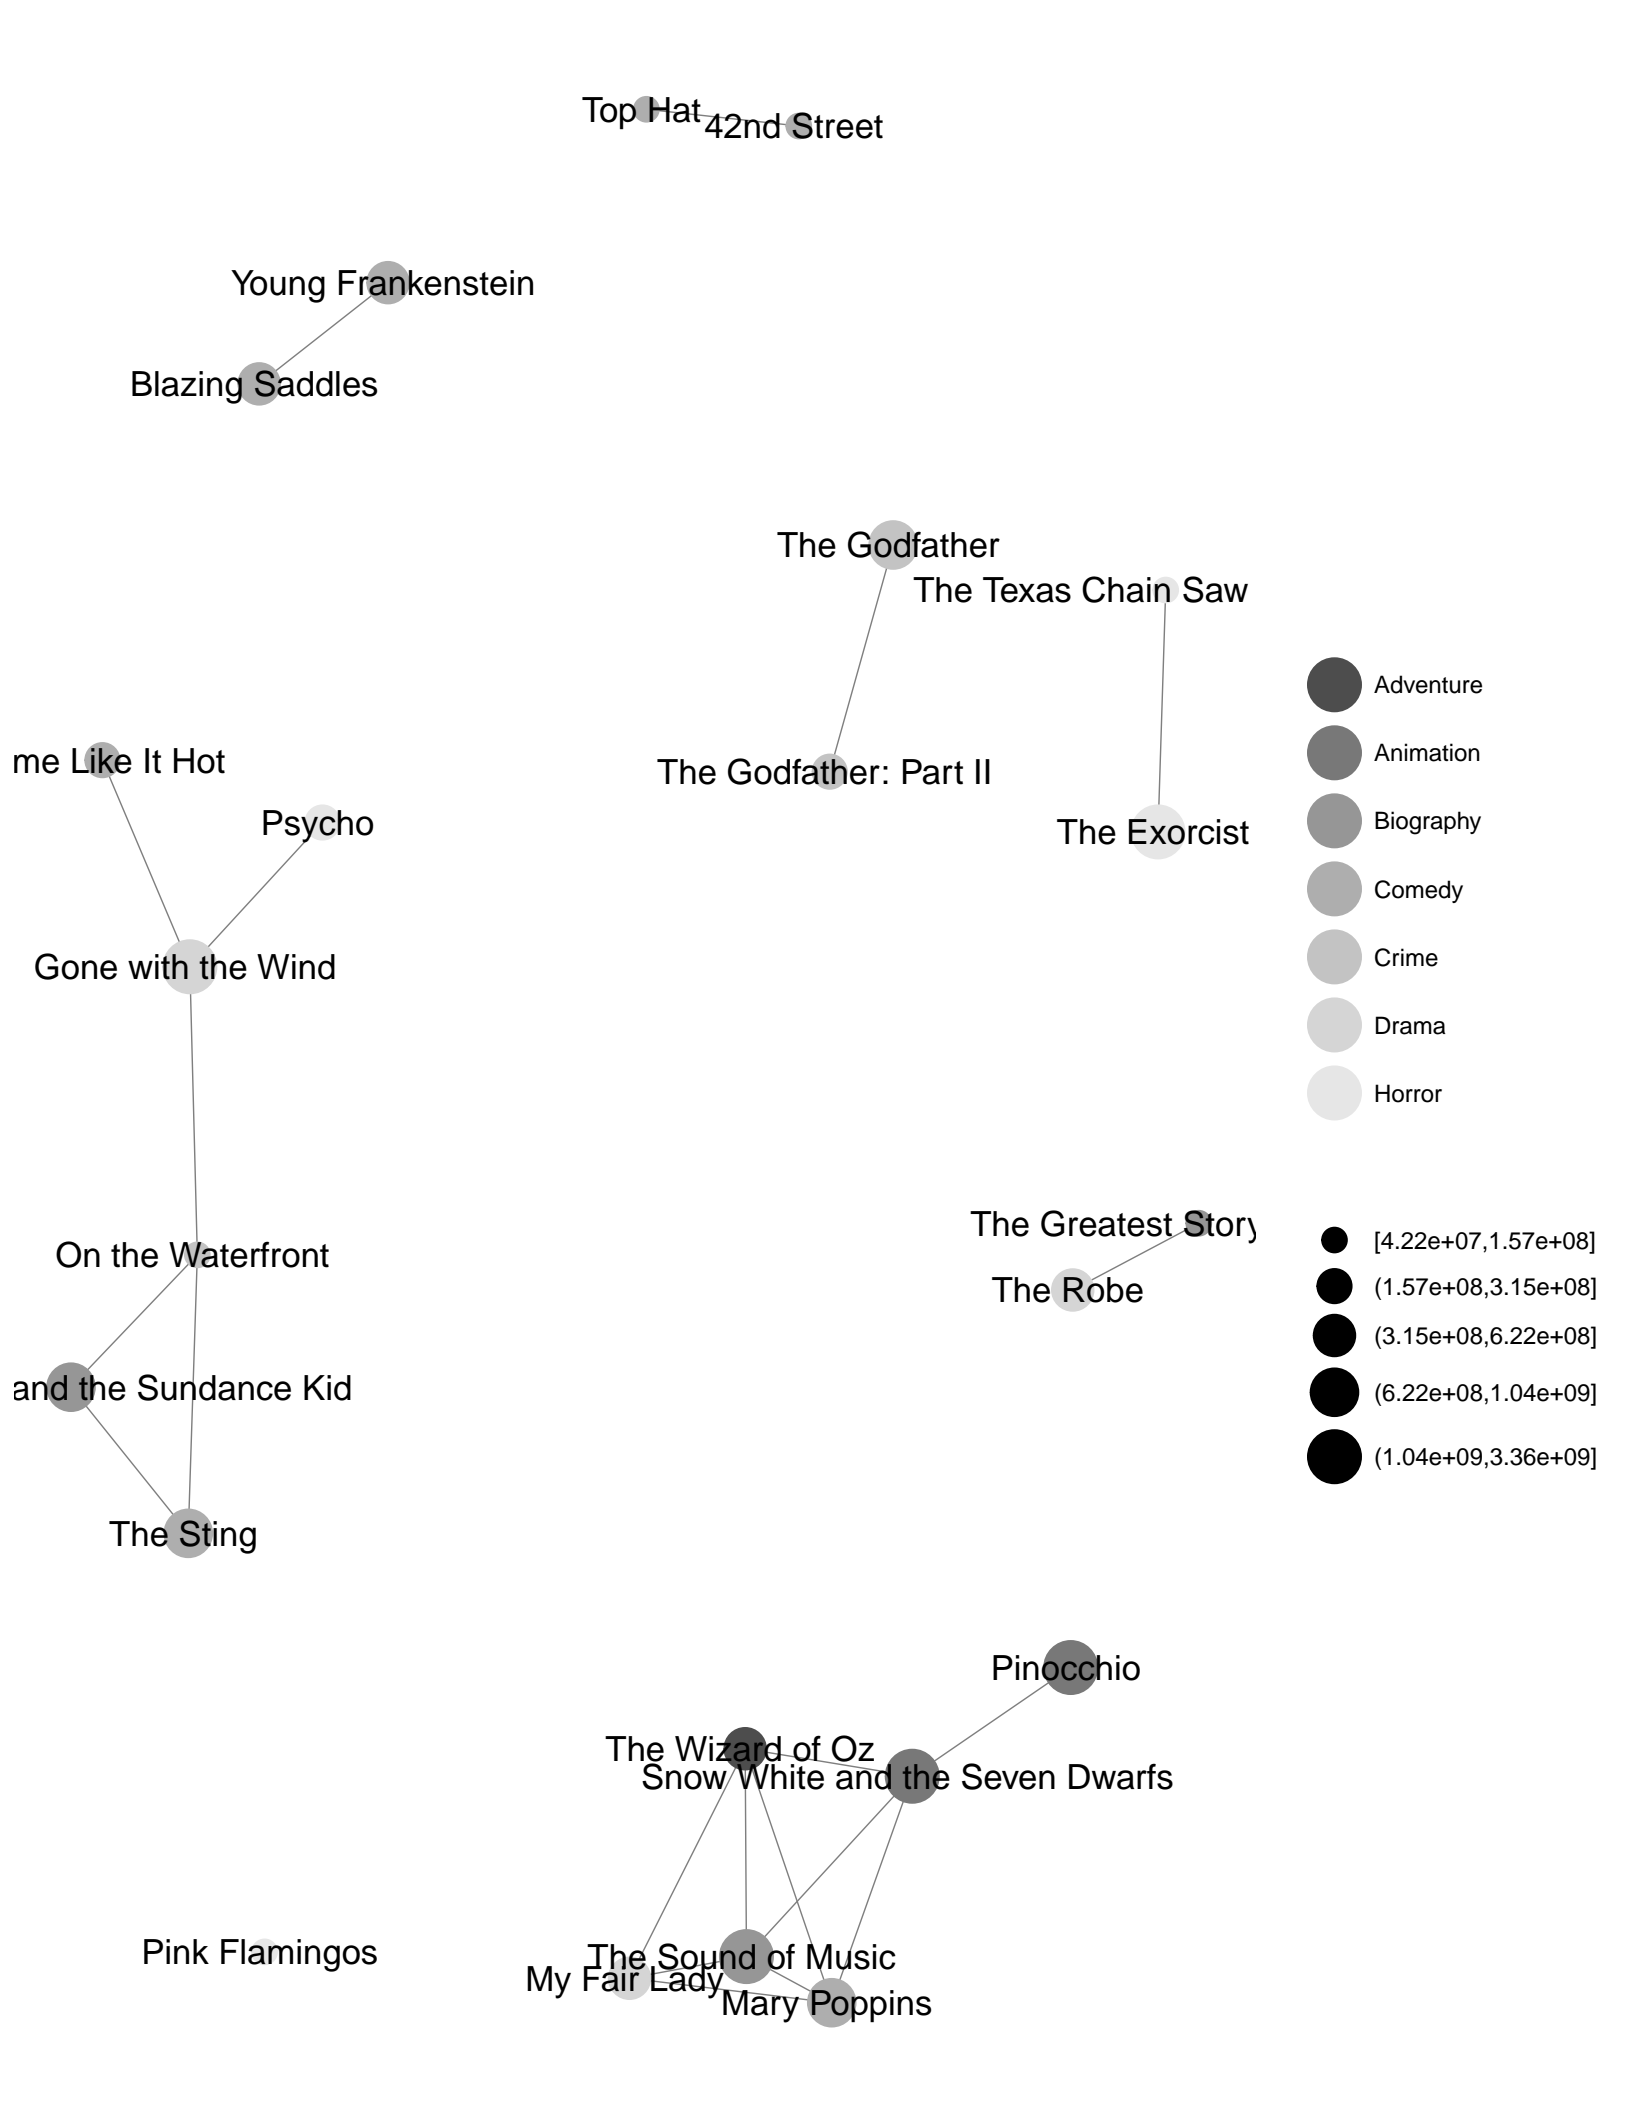 Top Hat
42nd Street
Young Frankenstein
Blazing Saddles
The Godfather
The Texas Chain Saw
Adventure
Animation
me Like It Hot
The Godfather: Part II
Psycho
The Exorcist
Biography
Comedy
Gone with the Wind
Crime
Drama
Horror
The Greatest Story
On the Waterfront
The Robe
[4.22e+07,1.57e+08]
(1.57e+08,3.15e+08]
(3.15e+08,6.22e+08]
and the Sundance Kid
(6.22e+08,1.04e+09]
(1.04e+09,3.36e+09]
The Sting
Pinocchio
The Wizard of Oz
Snow White and the Seven Dwarfs
Pink Flamingos
The Sound of Music
My Fair Lady
Mary Poppins